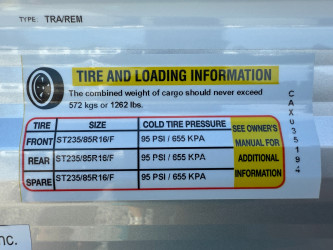 TYPE TRA/REM
TIRE AND LOADING INFORMATION
The combined weight of cargo should never exceed
572 kgs or 1262 lbs.
TIRE SIZE COLD TIRE PRESSURE SEE OWNER'S MANUAL FOR ADDITIONAL INFORMATION
FRONT ST235/85R16/F 95 PSI / 655 KPA
REAR ST235/85R16/F 95 PSI / 655 KPA
SPARE ST235/85R16/F 95 PSI / 655 KPA
CAXU35194
nc.